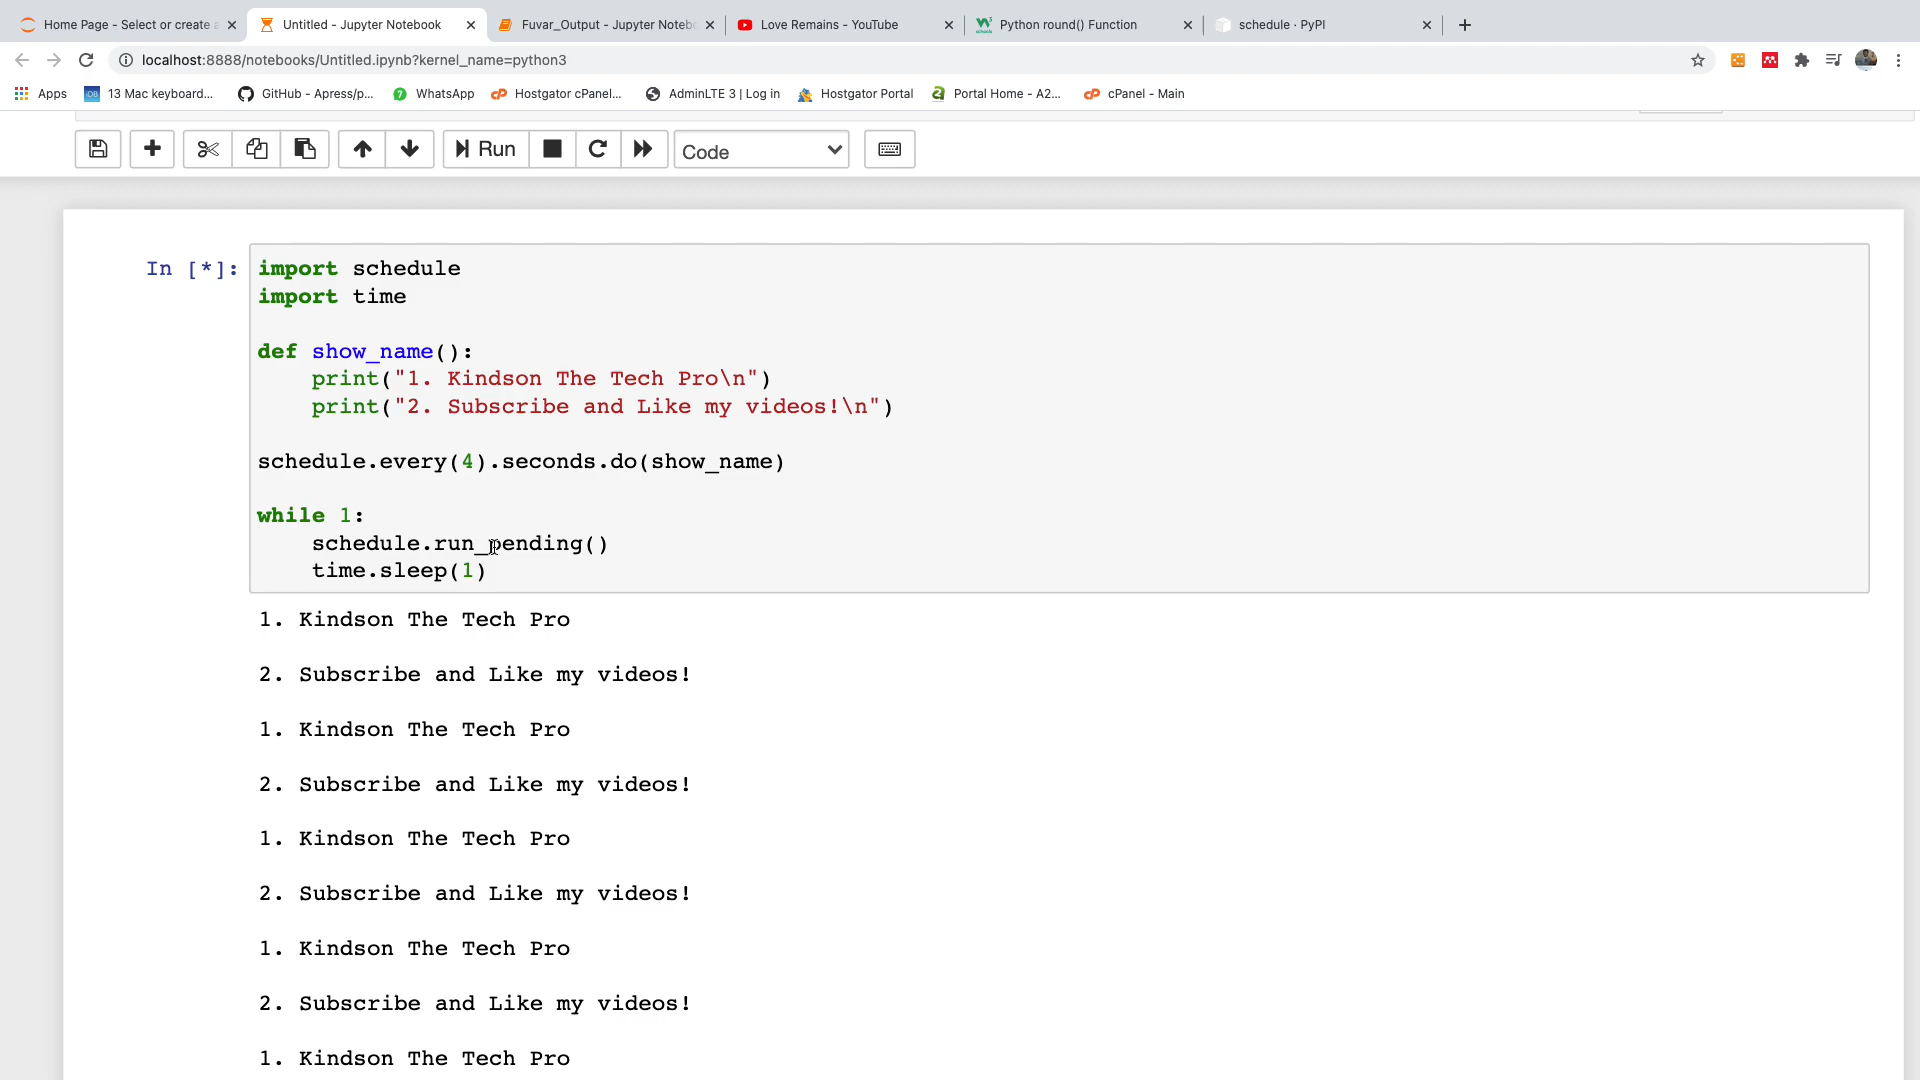 Home Page - Select or create a
Untitled - Jupyter Notebook
Fuvar_Output - Jupyter Notebo
Love Remains - YouTube
Python round() Function
schedule · PyPI
localhost:8888/notebooks/Untitled.ipynb?kernel_name=python3
Apps
13 Mac keyboard...
GitHub - Apress/p...
WhatsApp
Hostgator cPanel...
AdminLTE 3 | Log in
Hostgator Portal
Portal Home - A2...
cPanel - Main
Run
Code
In [*]:
import schedule
import time
def show_name():
print("1. Kindson The Tech Pro\n")
print("2. Subscribe and Like my videos!\n")
schedule.every(4).seconds.do(show_name)
while 1:
schedule.run_pending()
time.sleep(1)
1. Kindson The Tech Pro
2. Subscribe and Like my videos!
1. Kindson The Tech Pro
2. Subscribe and Like my videos!
1. Kindson The Tech Pro
2. Subscribe and Like my videos!
1. Kindson The Tech Pro
2. Subscribe and Like my videos!
1. Kindson The Tech Pro